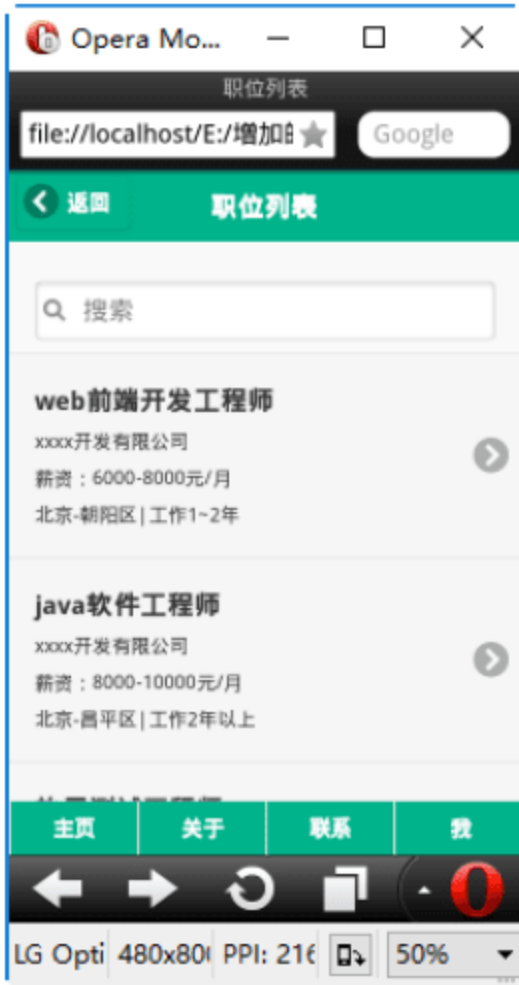 Opera Mo...
职位列表
file://localhost/E:/增加
Google
返回
职位列表
搜索
web前端开发工程师
xxxx开发有限公司
薪资：6000-8000元/月
北京-朝阳区|工作1~2年
java软件工程师
xxxx开发有限公司
薪资：8000-10000元/月
北京-昌平区|工作2年以上
主页 关于 联系 我
LG Opti 480x80 PPI: 216 50%